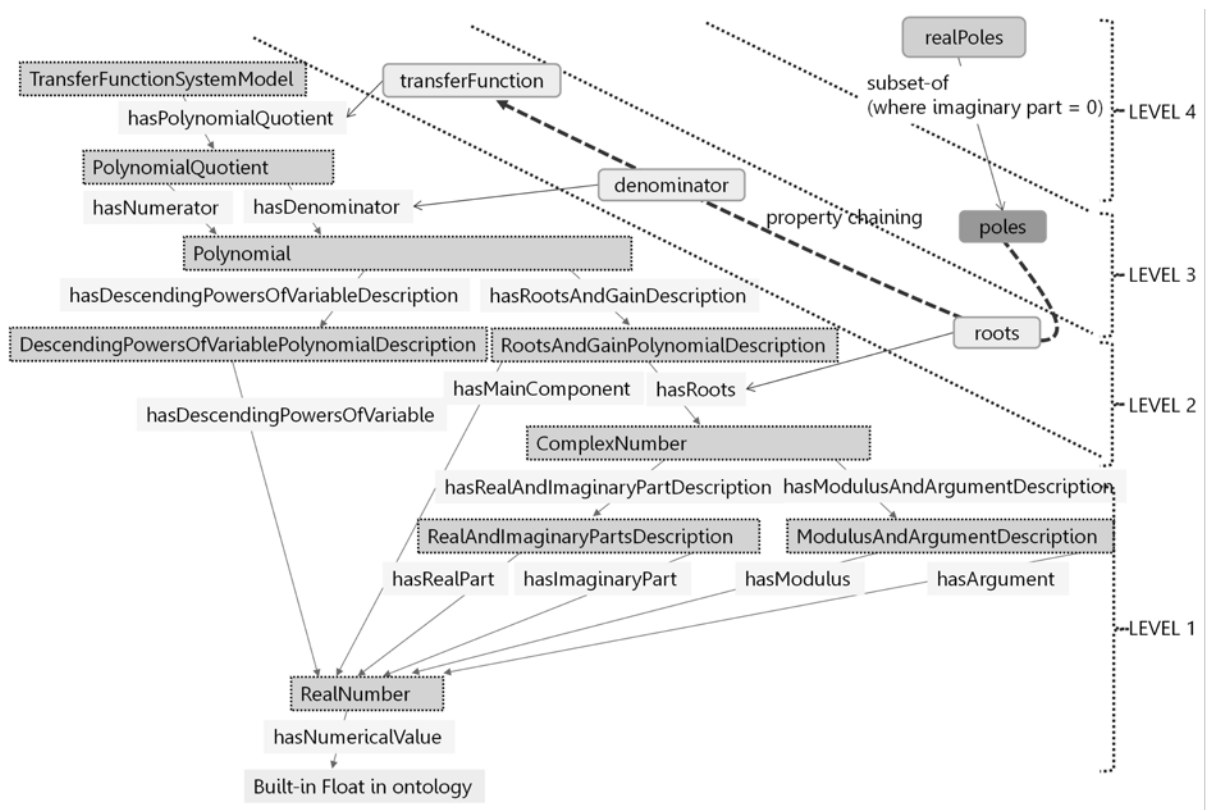 realPoles
TransferFunctionSystemModel
transferFunction
subset-of
(where imaginary part = 0)
LEVEL 4
hasPolynomialQuotient
PolynomialQuotient
denominator
hasNumerator
hasDenominator
property chaining
poles
Polynomial
LEVEL 3
hasDescendingPowersOfVariableDescription
hasRootsAndGainDescription
roots
DescendingPowersOfVariablePolynomialDescription
RootsAndGainPolynomialDescription
hasMainComponent
hasRoots
LEVEL 2
hasDescendingPowersOfVariable
ComplexNumber
hasRealAndImaginaryPartDescription
hasModulusAndArgumentDescription
RealAndImaginaryPartsDescription
ModulusAndArgumentDescription
hasRealPart
hasImaginaryPart
hasModulus
hasArgument
LEVEL 1
RealNumber
hasNumericalValue
Built-in Float in ontology